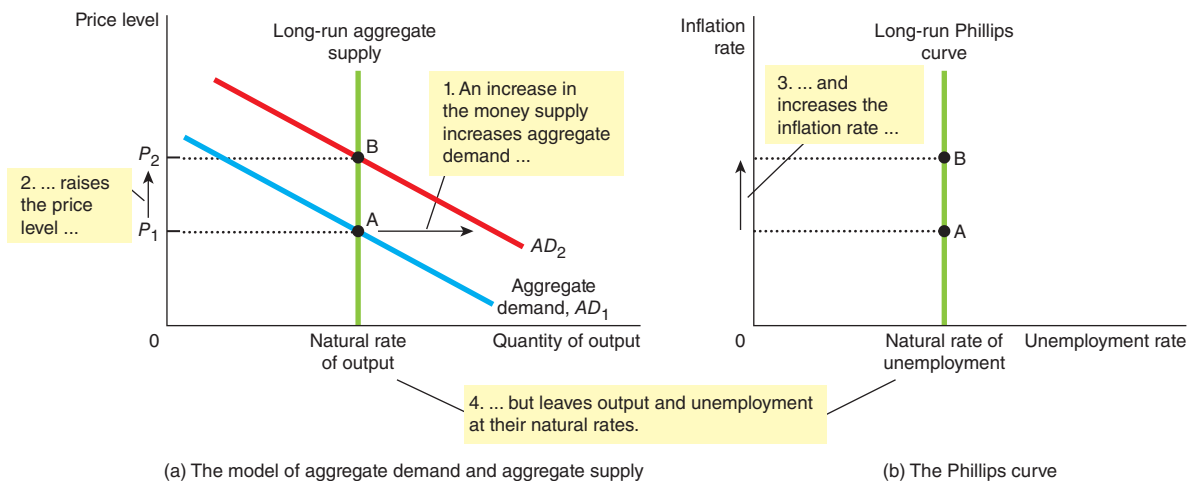 Price level
Long-run aggregate
supply
1. An increase in
the money supply
increases aggregate
demand ...
P2
B
2. ... raises
the price
level ...
P1
A
AD2
Aggregate
demand, AD1
0
Natural rate
of output
Quantity of output
Inflation
rate
Long-run Phillips
curve
3. ... and
increases the
inflation rate ...
B
A
0
Natural rate of
unemployment
Unemployment rate
4. ... but leaves output and unemployment
at their natural rates.
(a) The model of aggregate demand and aggregate supply
(b) The Phillips curve